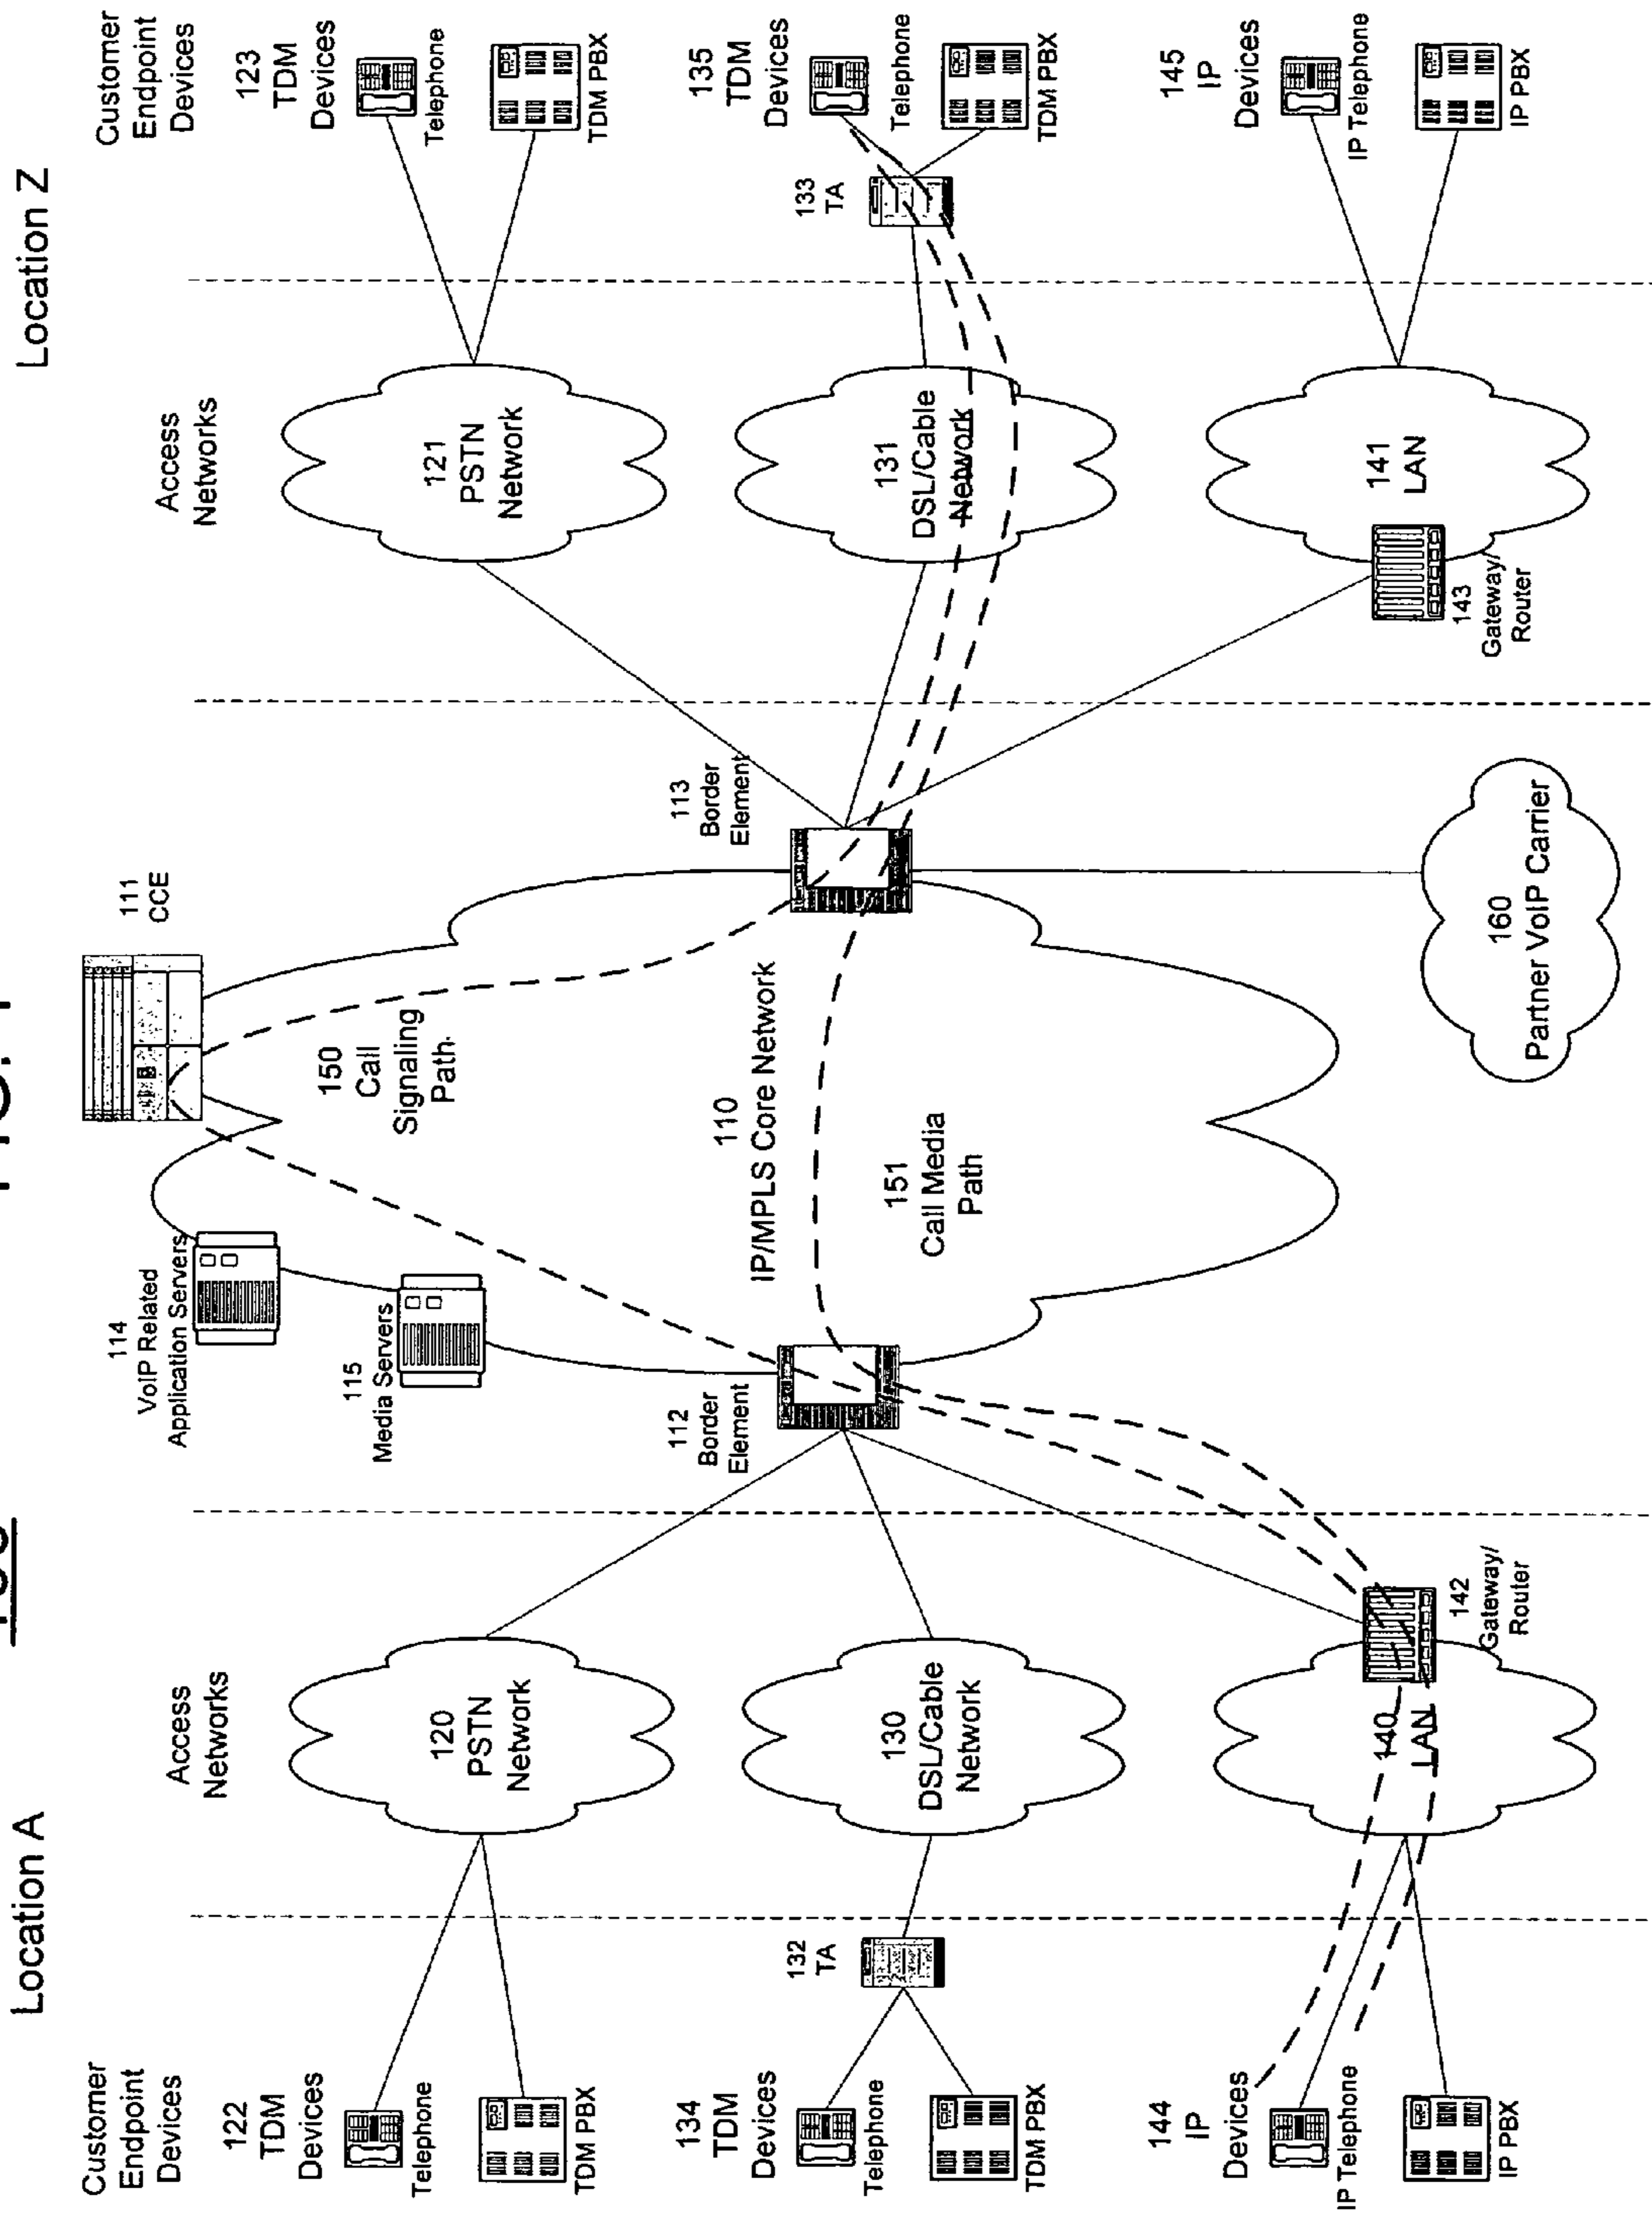 Location A
Location Z
Customer
Endpoint
Devices
Access
Networks
Access
Networks
Customer
Endpoint
Devices
122
TDM
Devices
Telephone
TDM PBX
120
PSTN
Network
114
VoIP Related
Application Servers
115
Media Servers
111
CCE
150
Call
Signaling
Path
121
PSTN
Network
123
TDM
Devices
Telephone
TDM PBX
134
TDM
Devices
Telephone
TDM PBX
132
TA
130
DSL/Cable
Network
112
Border
Element
110
IP/MPLS Core Network
151
Call Media
Path
113
Border
Element
131
DSL/Cable
Network
133
TA
135
TDM
Devices
Telephone
TDM PBX
144
IP
Devices
IP Telephone
IP PBX
140
LAN
142
Gateway/
Router
160
Partner VoIP Carrier
143
Gateway/
Router
141
LAN
145
IP
Devices
IP Telephone
IP PBX